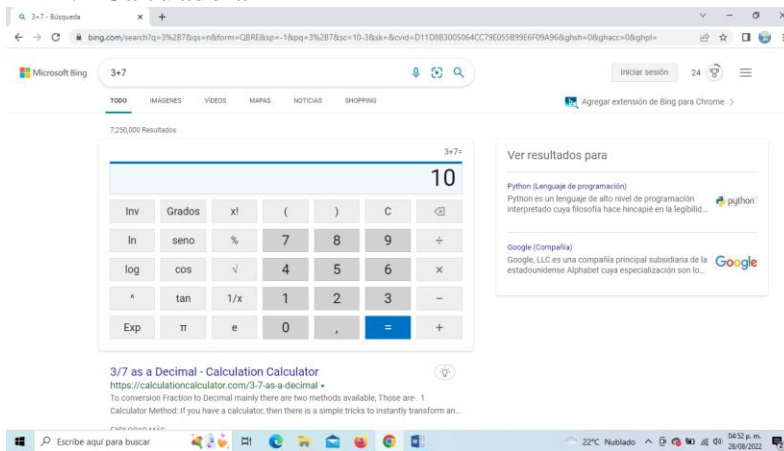 3+7 - Búsqueda
bing.com/search?q=3%2B7&qs=n&form=QBRE&sp=-1&pq=3%2B7&sc=10-3&sk=&cvid=D11D8B3005064CC79E055B99E6F09A96&ghsh=0&ghacc=0&ghpl=
Microsoft Bing
3+7
Iniciar sesión
24
TODO IMÁGENES VÍDEOS MAPAS NOTICIAS SHOPPING
Agregar extensión de Bing para Chrome
7,250,000 Resultados
3+7=
10
Inv Grados x! ( ) C
ln seno % 7 8 9 ÷
log cos √ 4 5 6 ×
^ tan 1/x 1 2 3 −
Exp π e 0 , = +
Ver resultados para
Python (Lenguaje de programación)
Python es un lenguaje de alto nivel de programación
interpretado cuya filosofía hace hincapié en la legibilid...
python
Google (Compañía)
Google, LLC es una compañía principal subsidiaria de la
estadounidense Alphabet cuya especialización son lo...
Google
3/7 as a Decimal - Calculation Calculator
https://calculationcalculator.com/3-7-as-a-decimal
To conversion Fraction to Decimal mainly there are two methods available, Those are-. 1.
Calculator Method: If you have a calculator, then there is a simple tricks to instantly transform an...
Escribe aquí para buscar
22°C Nublado
04:52 p. m.
28/08/2022